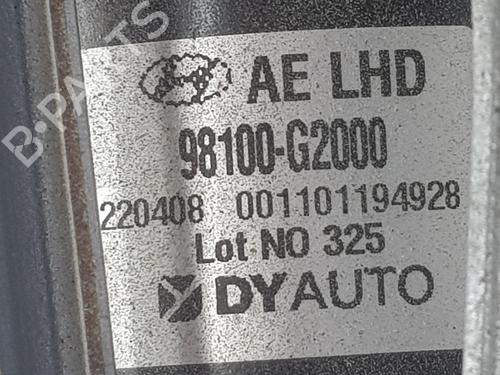 AE LHD
98100-G2000
220408 001101194928
Lot NO 325
DYAUTO
B-PARTS